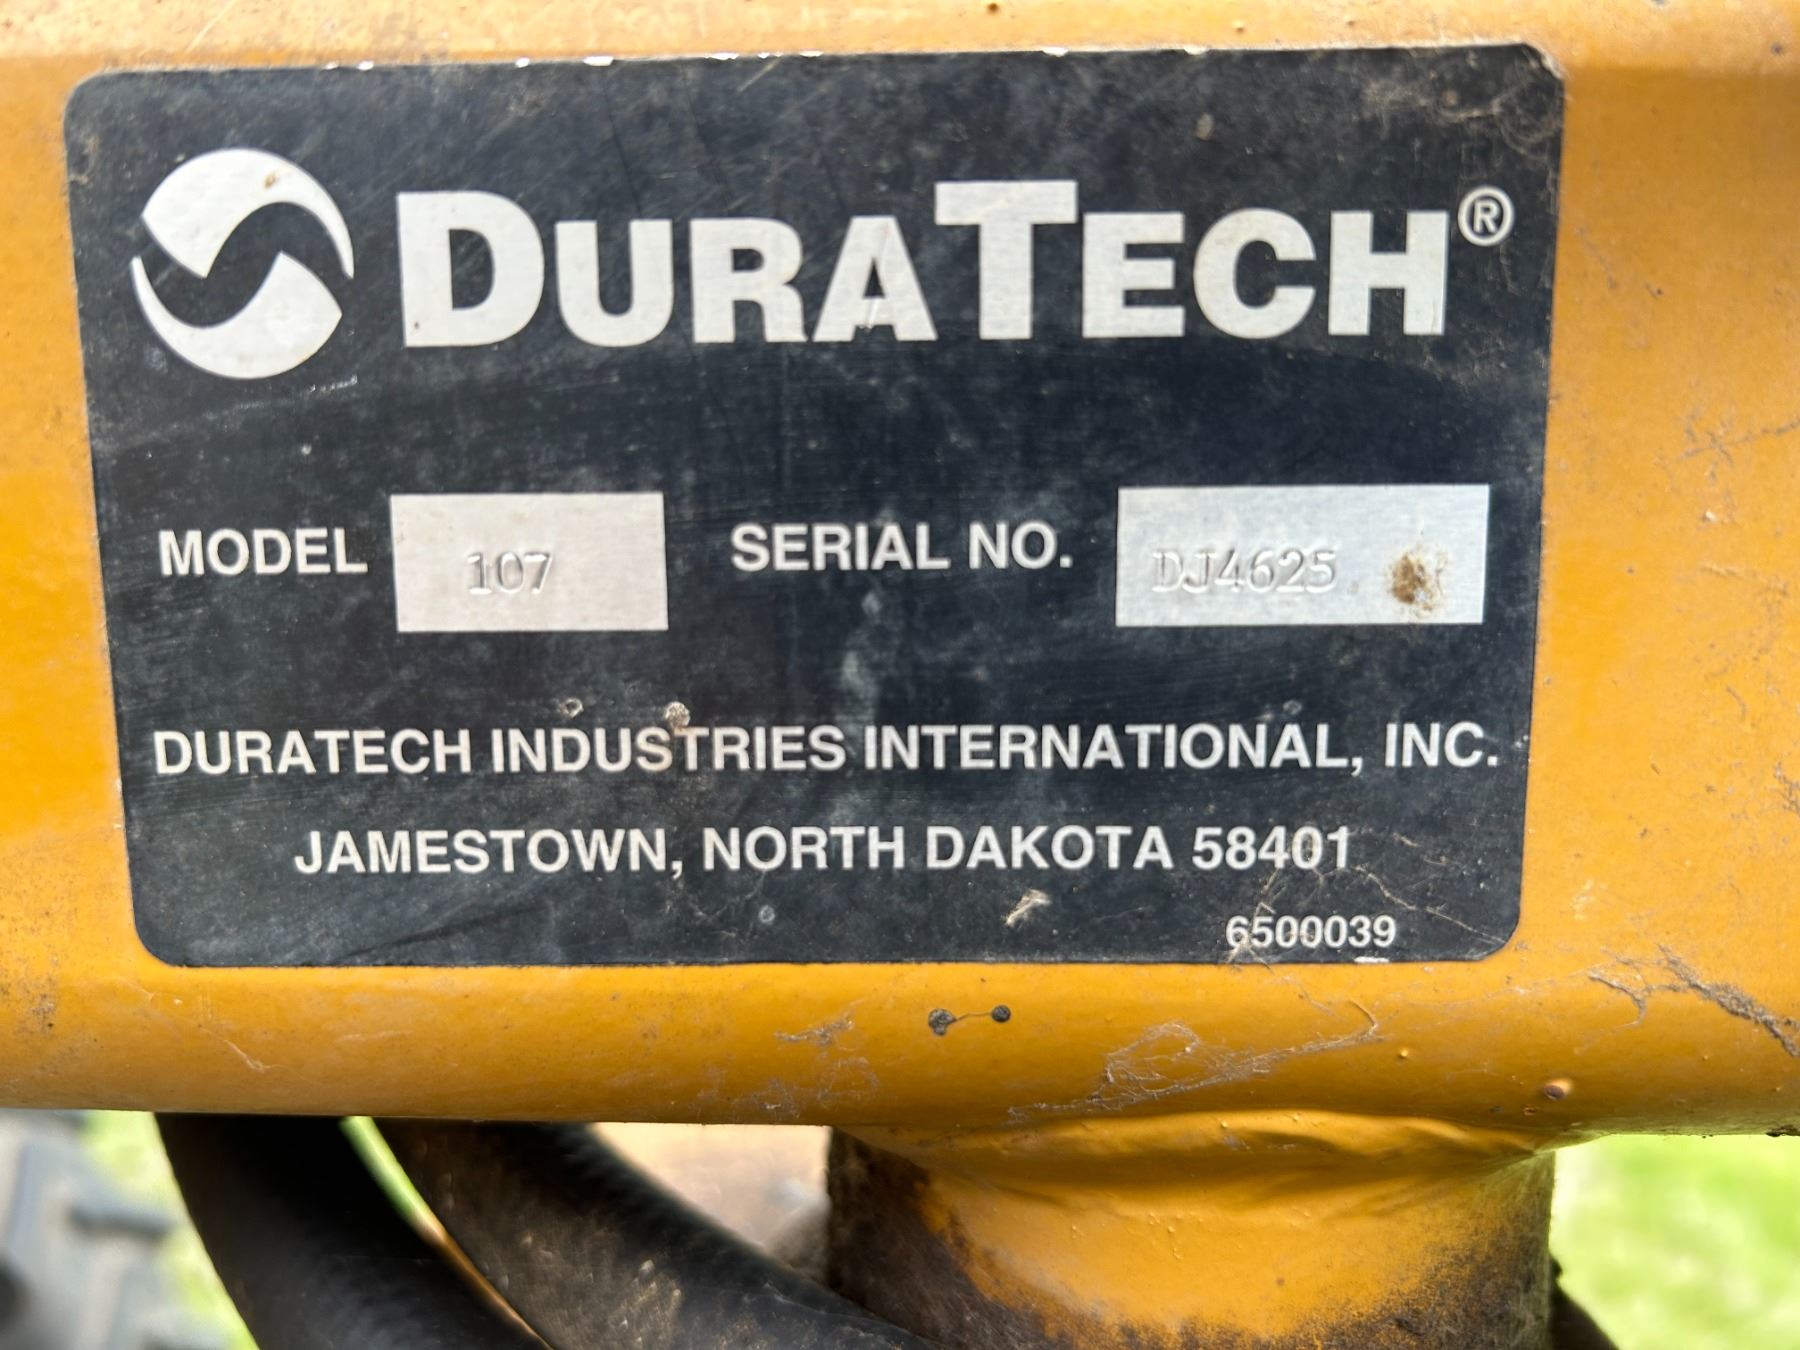 DURATECH®
MODEL 107 SERIAL NO. DJ4625
DURATECH INDUSTRIES INTERNATIONAL, INC.
JAMESTOWN, NORTH DAKOTA 58401
6500039